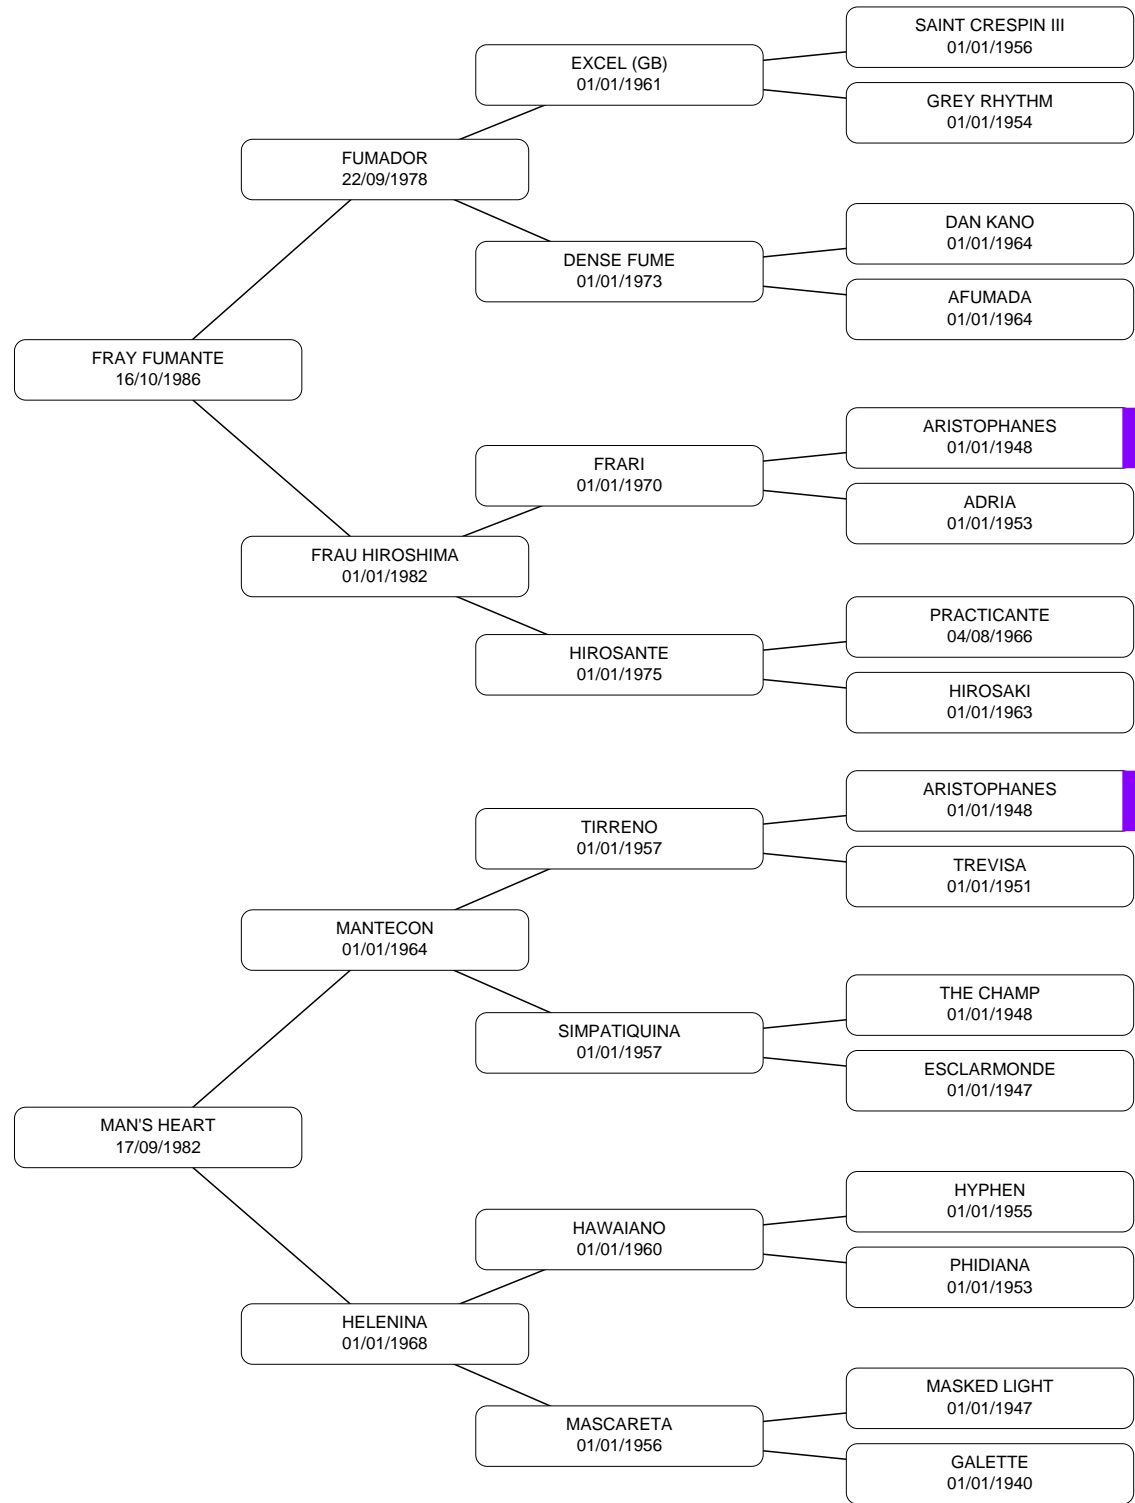 SAINT CRESPIN III
01/01/1956
EXCEL (GB)
01/01/1961
GREY RHYTHM
01/01/1954
FUMADOR
22/09/1978
DAN KANO
01/01/1964
DENSE FUME
01/01/1973
AFUMADA
01/01/1964
FRAY FUMANTE
16/10/1986
ARISTOPHANES
01/01/1948
FRARI
01/01/1970
ADRIA
01/01/1953
FRAU HIROSHIMA
01/01/1982
PRACTICANTE
04/08/1966
HIROSANTE
01/01/1975
HIROSAKI
01/01/1963
ARISTOPHANES
01/01/1948
TIRRENO
01/01/1957
TREVISA
01/01/1951
MANTECON
01/01/1964
THE CHAMP
01/01/1948
SIMPATIQUINA
01/01/1957
ESCLARMONDE
01/01/1947
MAN'S HEART
17/09/1982
HYPHEN
01/01/1955
HAWAIANO
01/01/1960
PHIDIANA
01/01/1953
HELENINA
01/01/1968
MASKED LIGHT
01/01/1947
MASCARETA
01/01/1956
GALETTE
01/01/1940